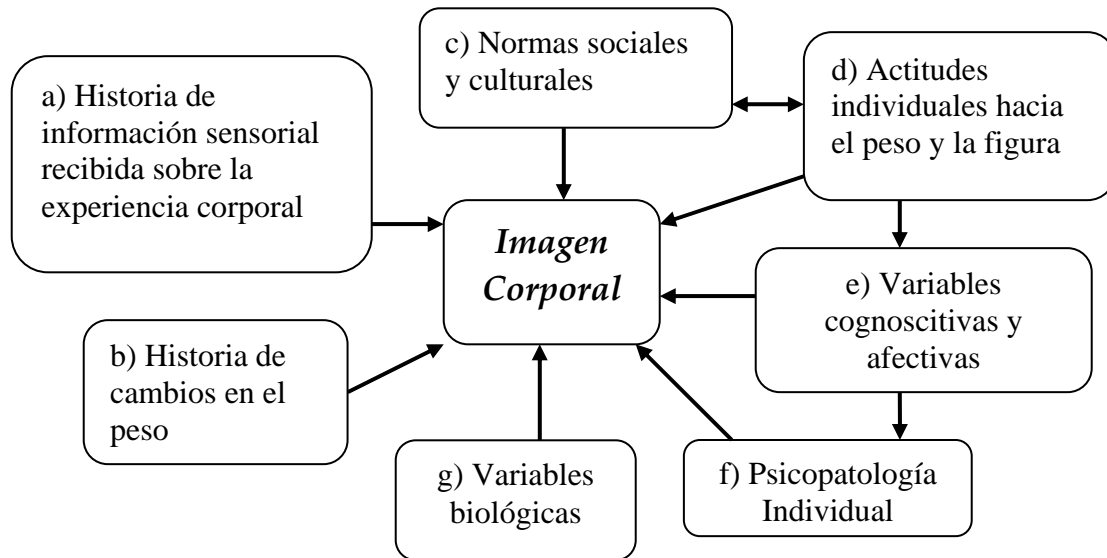 a) Historia de
información sensorial
recibida sobre la
experiencia corporal
b) Historia de
cambios en el
peso
c) Normas sociales
y culturales
d) Actitudes
individuales hacia
el peso y la figura
e) Variables
cognoscitivas y
afectivas
f) Psicopatología
Individual
g) Variables
biológicas
Imagen
Corporal